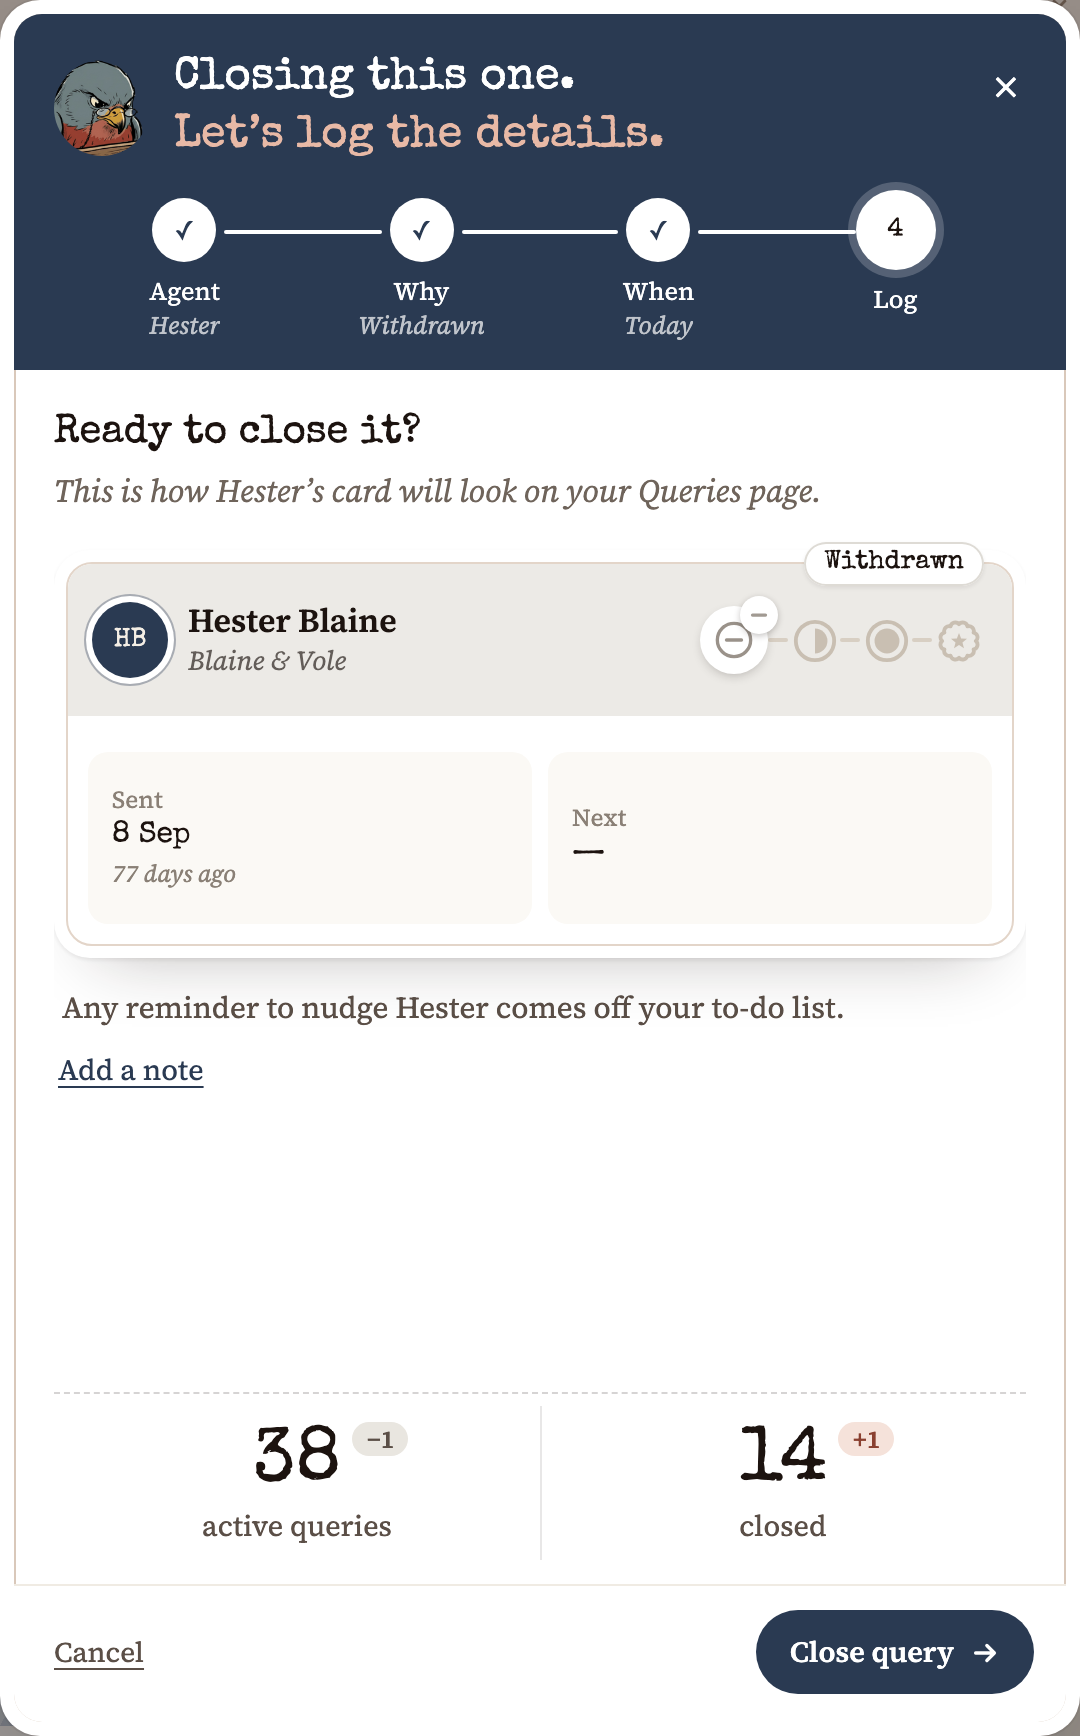 Closing this one.
Let’s log the details.
4
Agent
Why
When
Log
Hester
Withdrawn
Today
Ready to close it?
This is how Hester’s card will look on your Queries page.
Withdrawn
HB
Hester Blaine
Blaine & Vole
Sent
8 Sep
77 days ago
Next
—
Any reminder to nudge Hester comes off your to-do list.
Add a note
38 −1
active queries
14 +1
closed
Cancel
Close query →